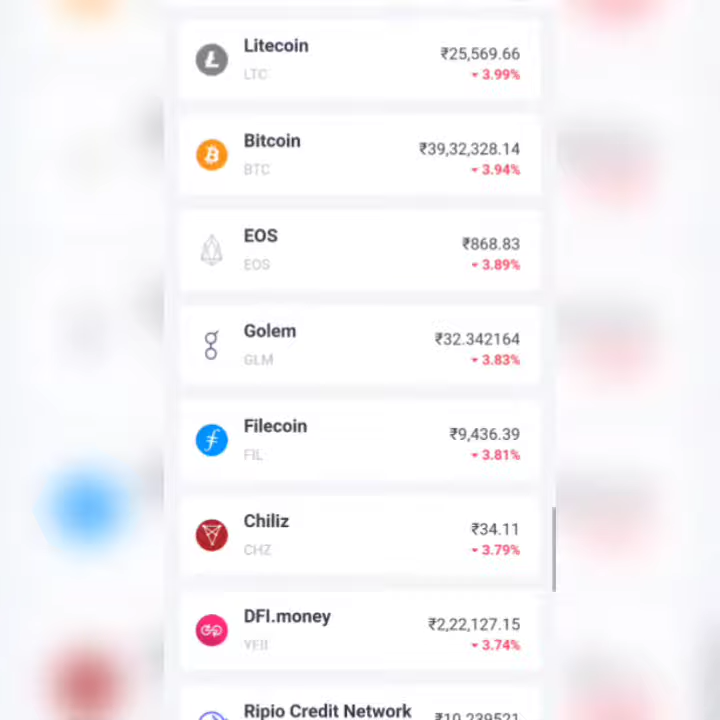 Litecoin
₹25,569.66
LTC
3.99%
Bitcoin
₹39,32,328.14
BTC
3.94%
EOS
₹868.83
EOS
3.89%
Golem
₹32.342164
GLM
3.83%
Filecoin
₹9,436.39
FIL
3.81%
Chiliz
₹34.11
CHZ
3.79%
DFI.money
₹2,22,127.15
YFII
3.74%
Ripio Credit Network
₹10.239521